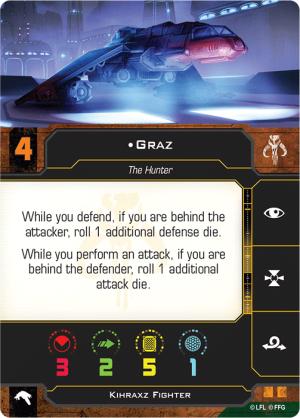 4
•Graz
The Hunter
While you defend, if you are behind the
attacker, roll 1 additional defense die.
While you perform an attack, if you are
behind the defender, roll 1 additional
attack die.
3 2 5 1
Kihraxz Fighter
©LFL ©FFG